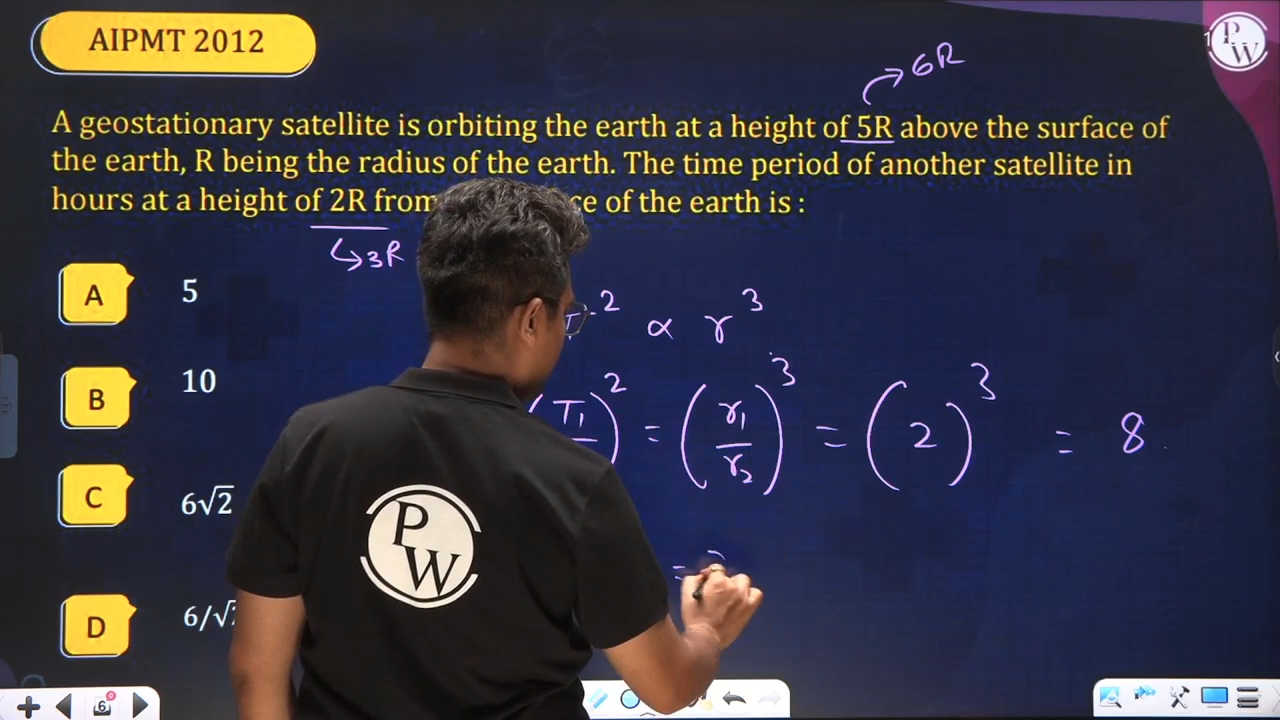 AIPMT 2012
PW
6R
A geostationary satellite is orbiting the earth at a height of 5R above the surface of
the earth, R being the radius of the earth. The time period of another satellite in
hours at a height of 2R from ce of the earth is :
3R
A 5
T² ∝ r³
B 10
(T₁ )² = (r₁/r₂)³ = (2)³ = 8
C 6√2
PW
=
D 6/√
6